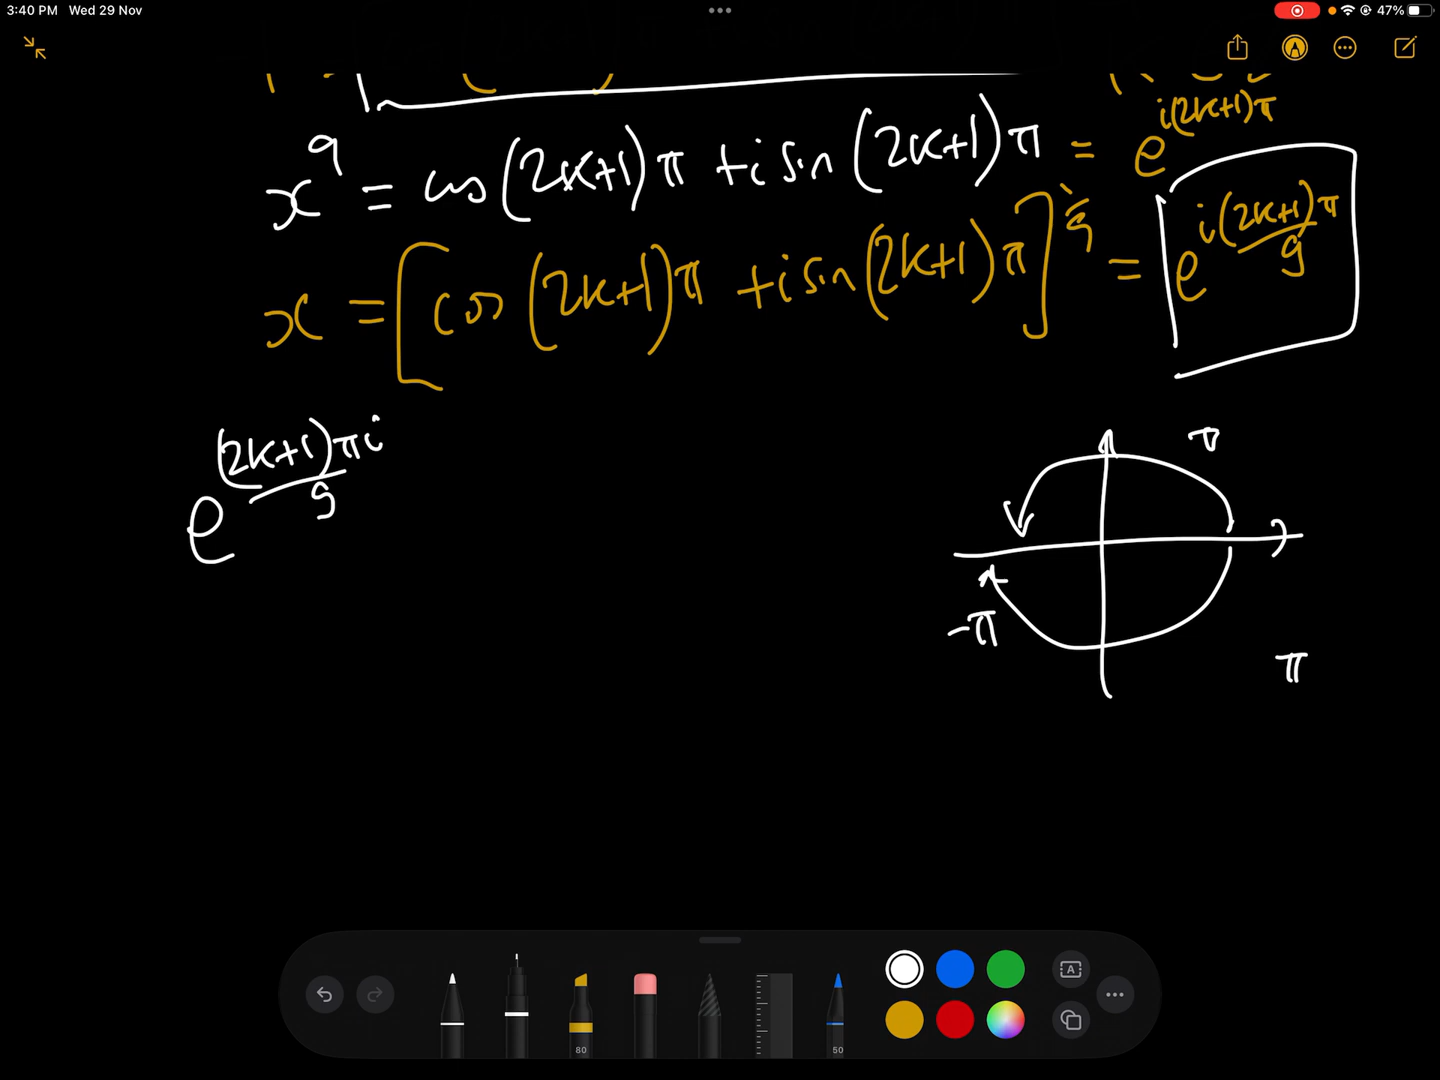 3:40 PM Wed 29 Nov 47%
x⁹ = cos(2k+1)π + i sin(2k+1)π = e^{i(2k+1)π}
x = [cos(2k+1)π + i sin(2k+1)π]^{1/9} = e^{i(2k+1)π/9}
e^{(2k+1)πi/9}
π
-π
π
A
80 50